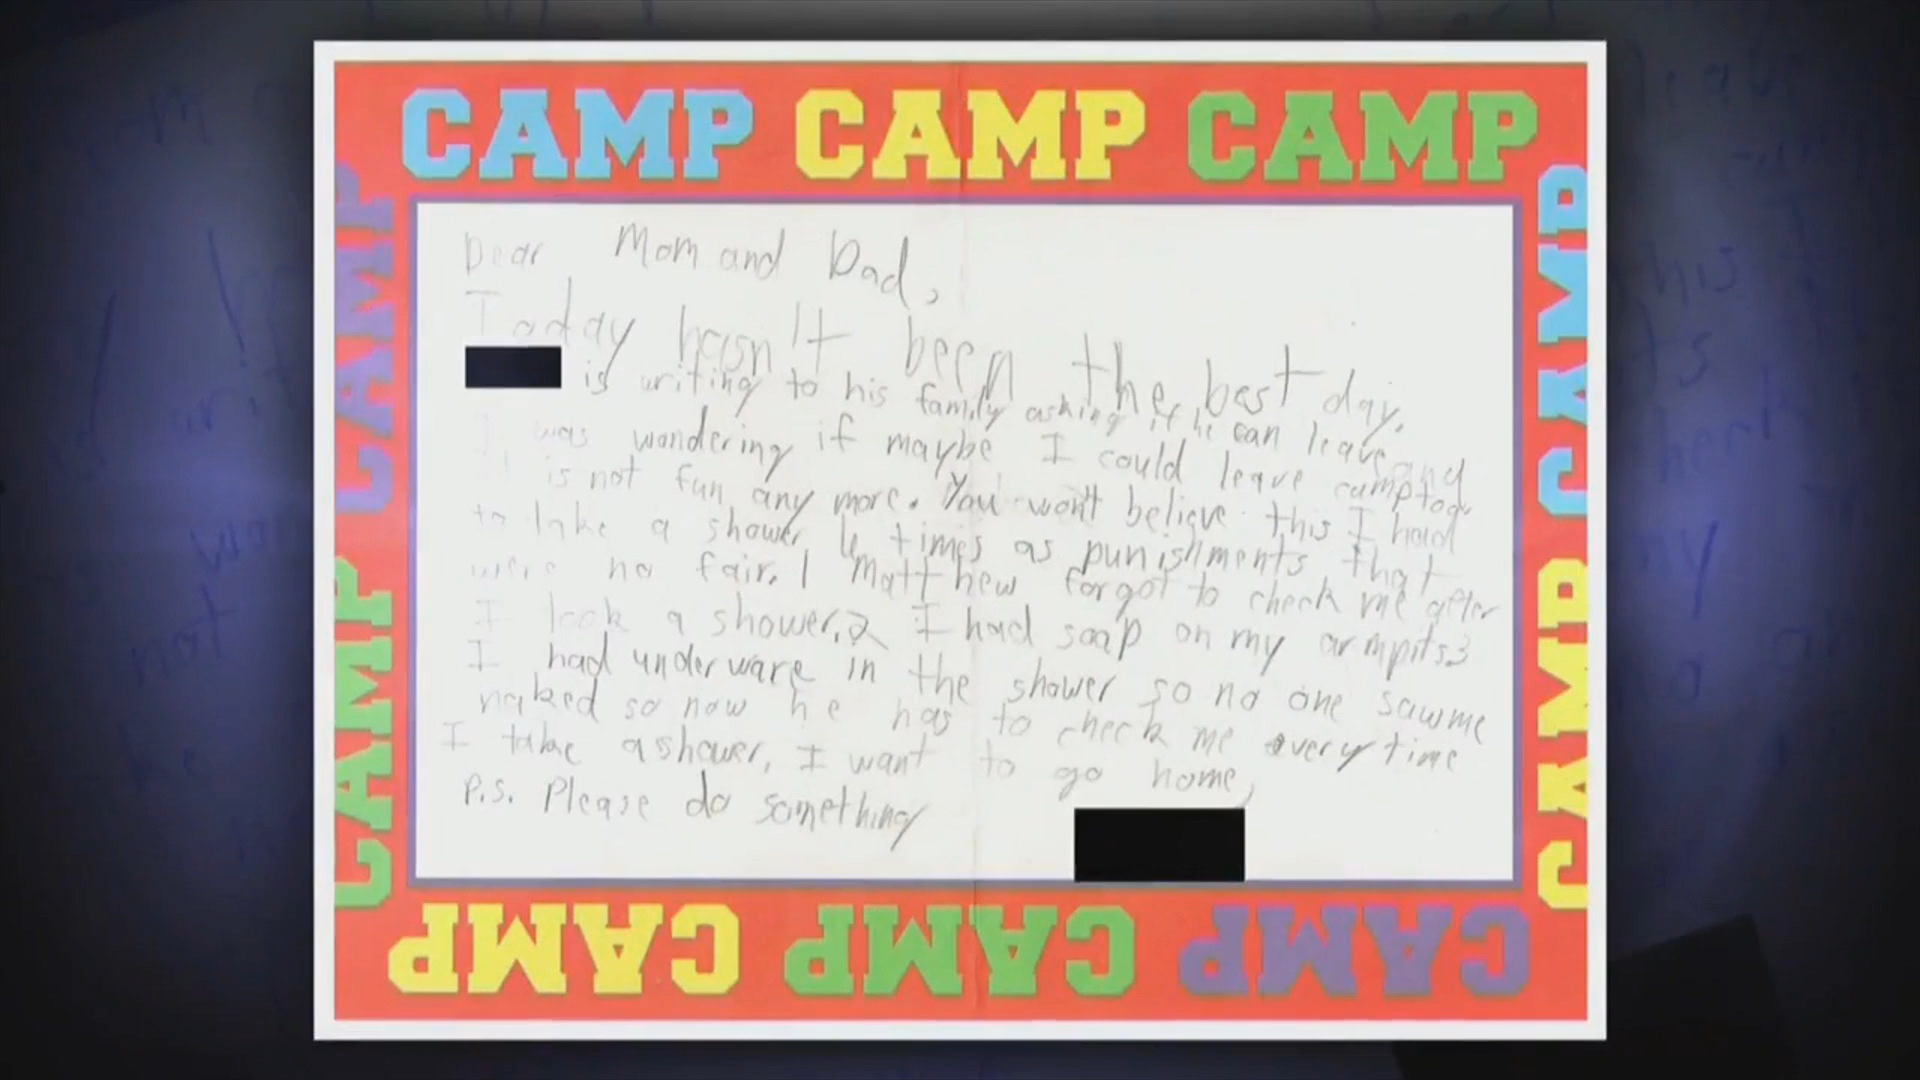 CAMP CAMP CAMP
Dear Mom and Dad,
Today hasn't been the best day.
is writing to his family asking if he can leave and
I was wondering if maybe I could leave camp
It is not fun any more. You won't believe this I had
to take a shower 4 times as punishments that
were no fair. 1 Matthew forgot to check me after
I took a shower. 2 I had soap on my armpits 3
I had underware in the shower so no one saw me
naked so now he has to check me every time
I take a shower. I want to go home,
P.S. Please do something
CAMP CAMP
CAMP CAMP
CAMP CAMP CAMP